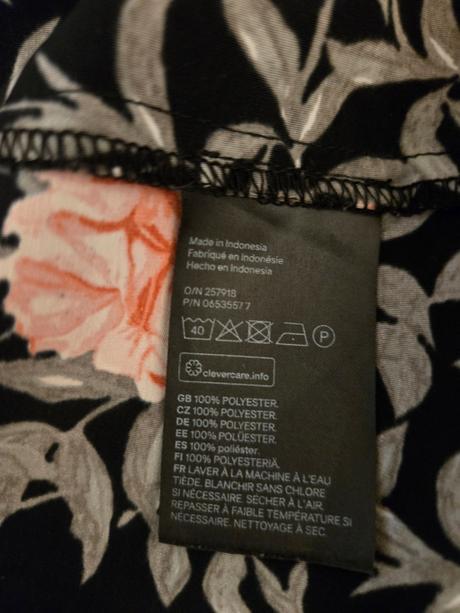 Made in Indonesia
Fabriqué en Indonésie
Hecho en Indonesia
O/N 257918
P/N 06535577
40 P
clevercare.info
GB 100% POLYESTER.
CZ 100% POLYESTER.
DE 100% POLYESTER.
EE 100% POLÜESTER.
ES 100% poliéster.
FI 100% POLYESTERIÄ.
FR LAVER À LA MACHINE À L'EAU
TIÈDE. BLANCHIR SANS CHLORE
SI NÉCESSAIRE. SÉCHER À L'AIR.
REPASSER À FAIBLE TEMPÉRATURE SI
NÉCESSAIRE. NETTOYAGE À SEC.